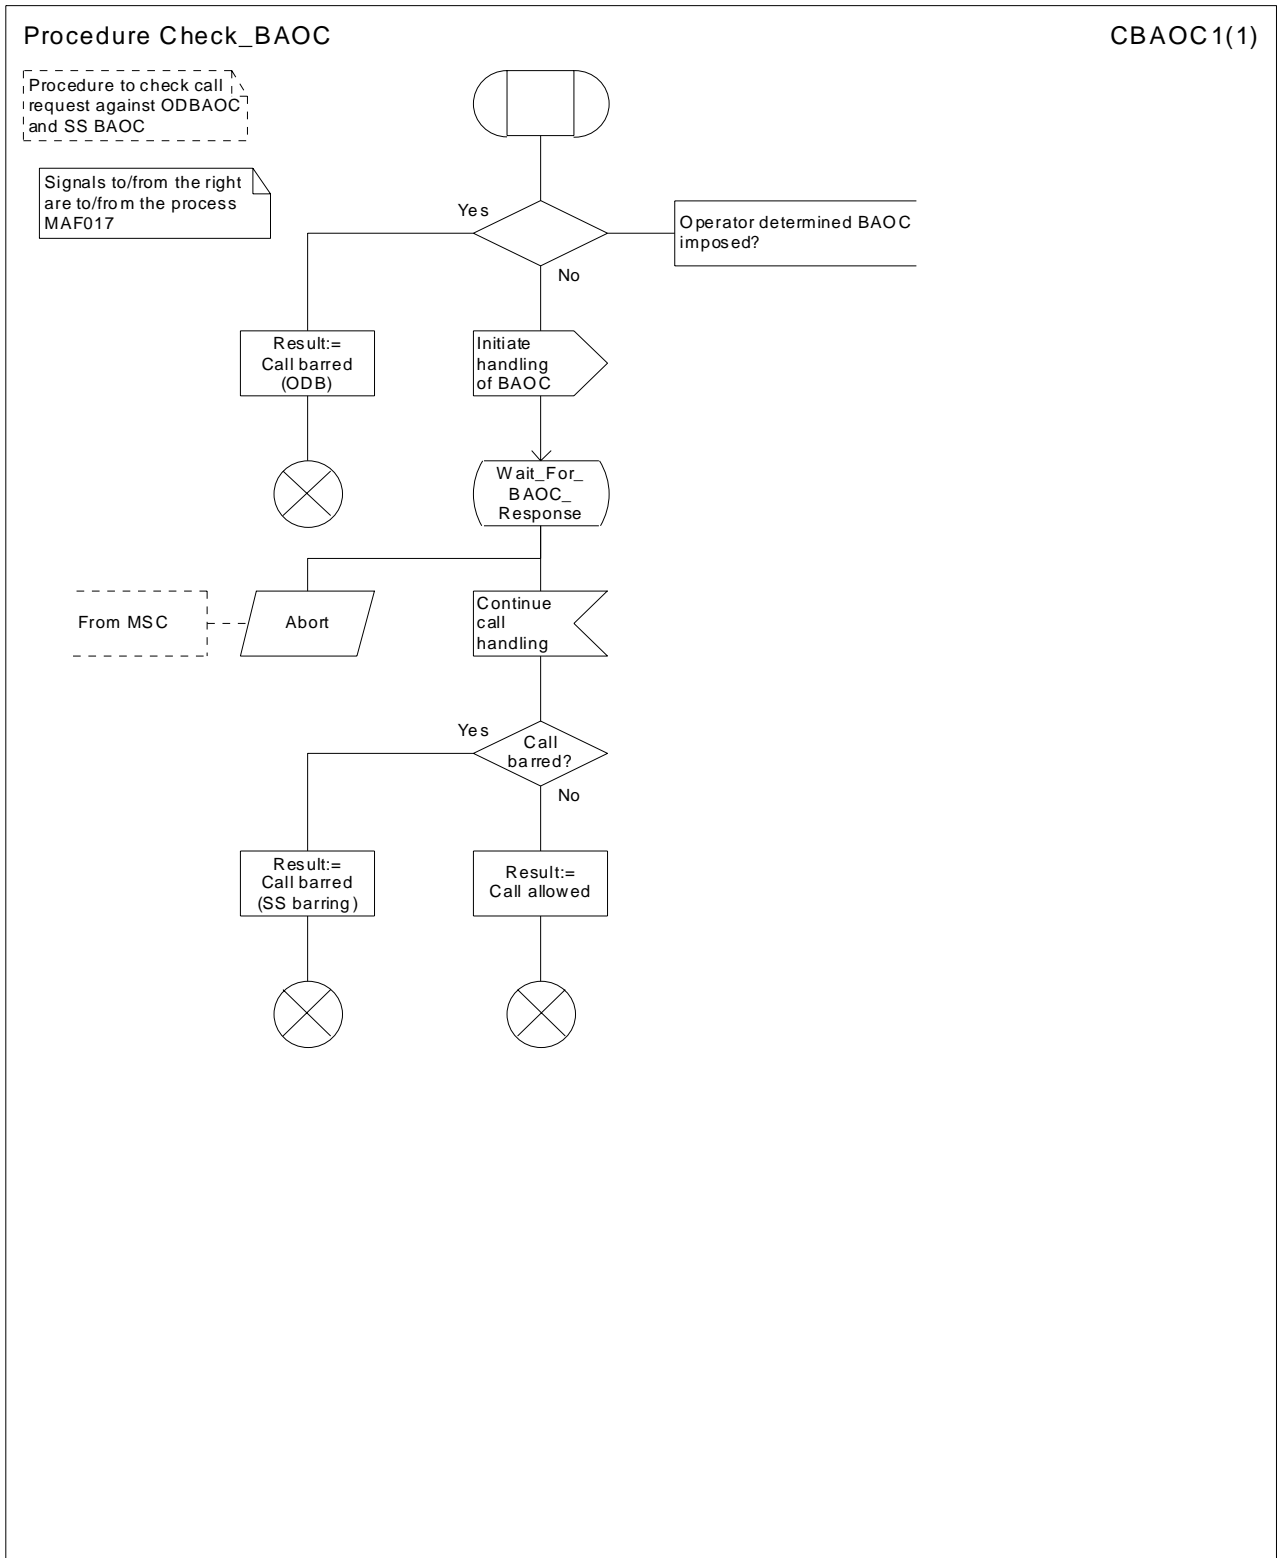 Procedure Check_BAOC
CBAOC1(1)
Procedure to check call
request against ODBAOC
and SS BAOC
Signals to/from the right
are to/from the process
MAF017
Yes
Operator determined BAOC
imposed?
No
Result:=
Call barred
(ODB)
Initiate
handling
of BAOC
Wait_For_
BAOC_
Response
From MSC
Abort
Continue
call
handling
Yes
Call
barred?
No
Result:=
Call barred
(SS barring)
Result:=
Call allowed